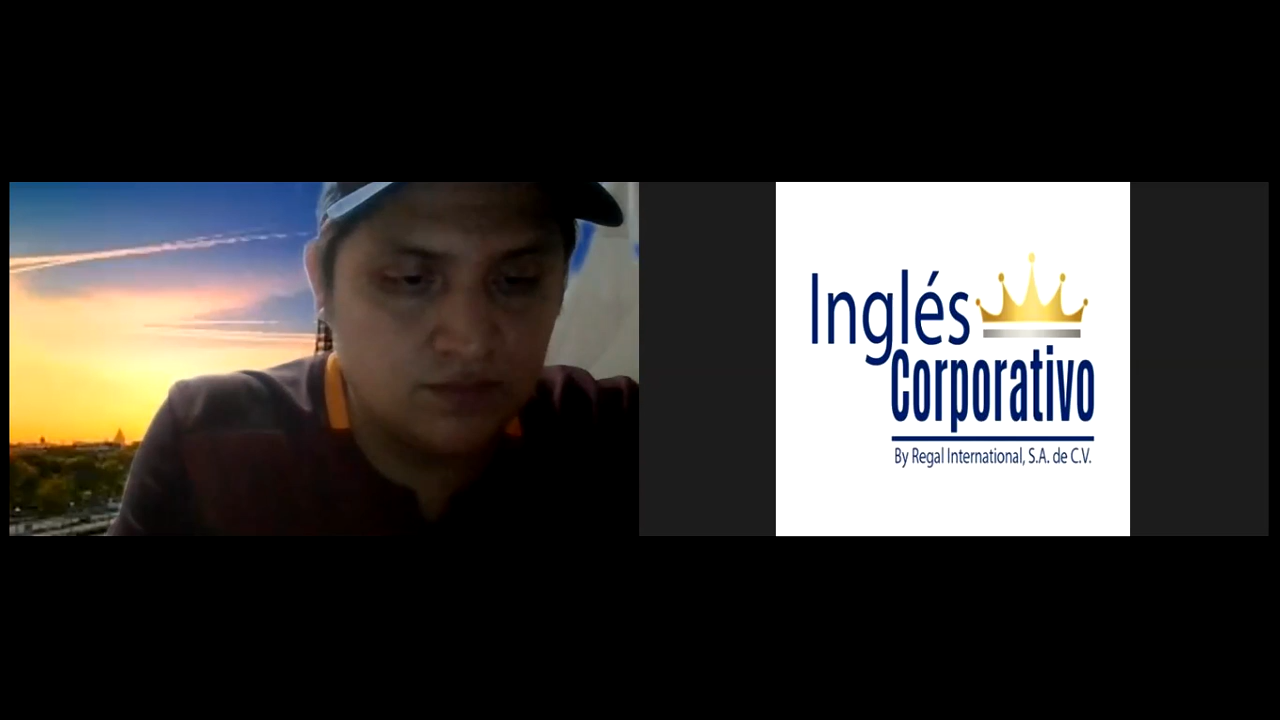 Inglés
Corporativo
By Regal International, S.A. de C.V.